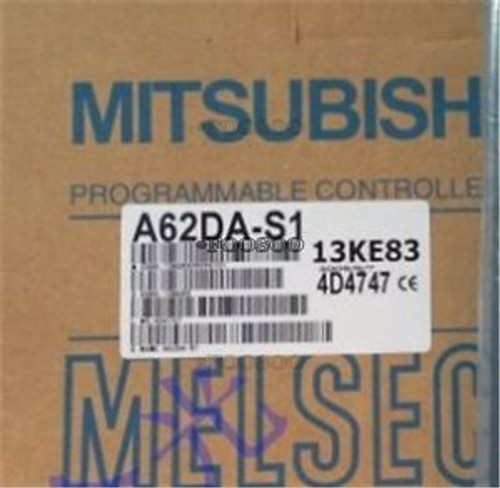 MITSUBISH
PROGRAMMABLE CONTROLLE
A62DA-S1
13KE83
4D4747 CE
MELSEC